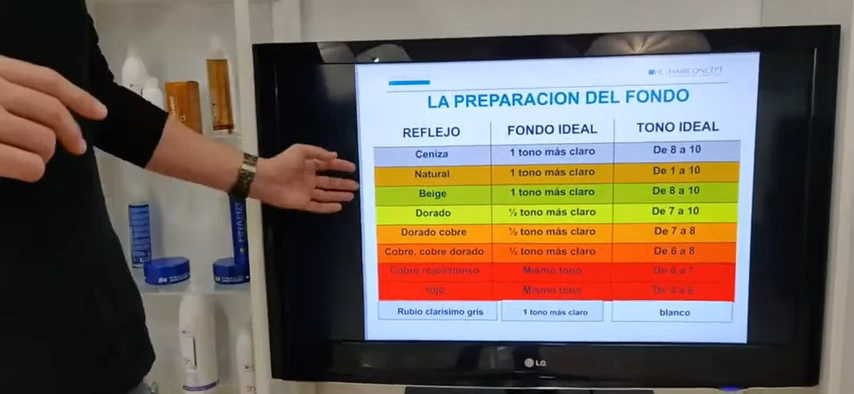 HC HAIRCONCEPT
LA PREPARACION DEL FONDO
REFLEJO FONDO IDEAL TONO IDEAL
Ceniza 1 tono más claro De 8 a 10
Natural 1 tono más claro De 1 a 10
Beige 1 tono más claro De 8 a 10
Dorado ½ tono más claro De 7 a 10
Dorado cobre ½ tono más claro De 7 a 8
Cobre, cobre dorado ½ tono más claro De 6 a 8
Cobre rojo/ Mismo tono De 6 a 7
rojo Mismo tono De 4 a 6
Rubio clarísimo gris 1 tono más claro blanco
LG